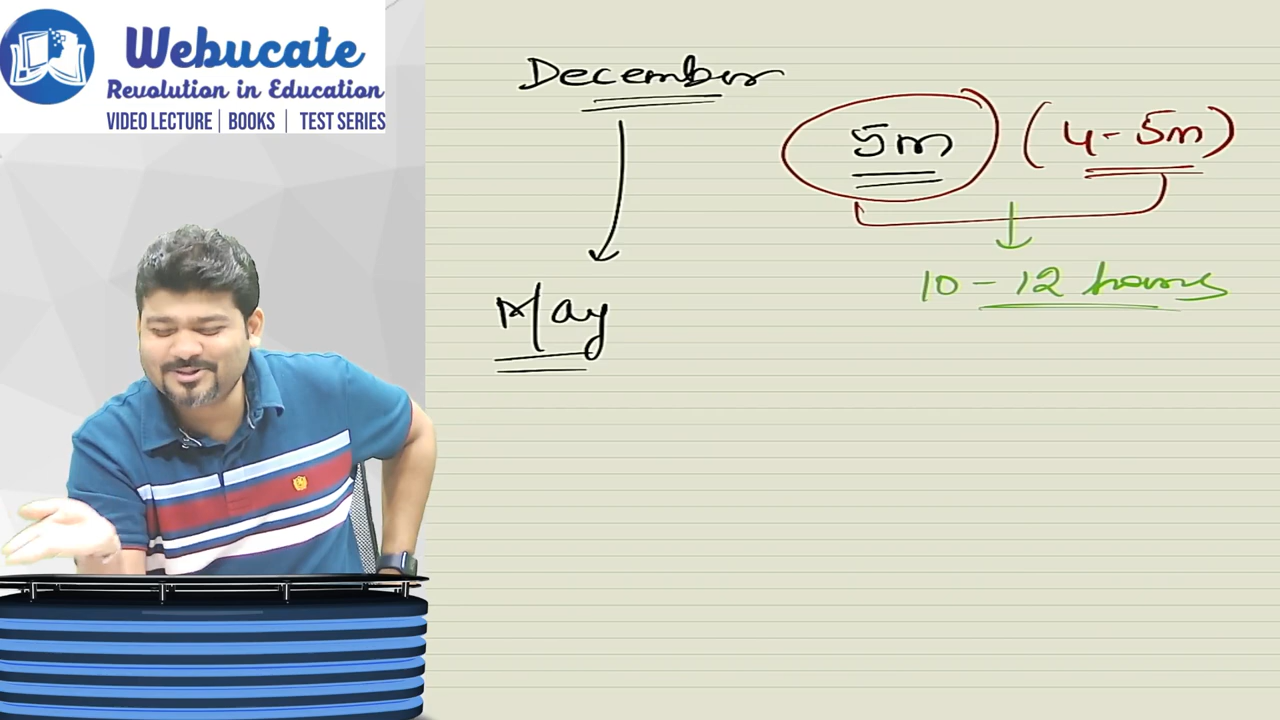 Webucate
Revolution in Education
VIDEO LECTURE | BOOKS | TEST SERIES
December
5m (4-5m)
10-12 hours
May